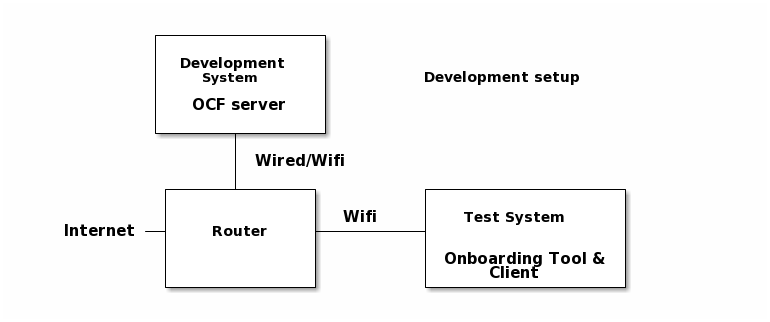 Development
System
OCF server
Development setup
Wired/Wifi
Internet
Router
Wifi
Test System
Onboarding Tool &
Client